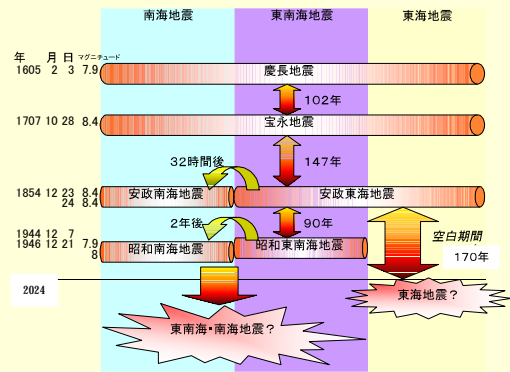 南海地震 東南海地震 東海地震
年 月 日 マグニチュード
1605 2 3 7.9 慶長地震
102年
1707 10 28 8.4 宝永地震
32時間後 147年
1854 12 23 8.4 安政南海地震 安政東海地震
24 8.4
2年後 90年
1944 12 7 空白期間
1946 12 21 7.9 昭和南海地震 昭和東南海地震
8 170年
2024 東海地震？
東南海・南海地震？